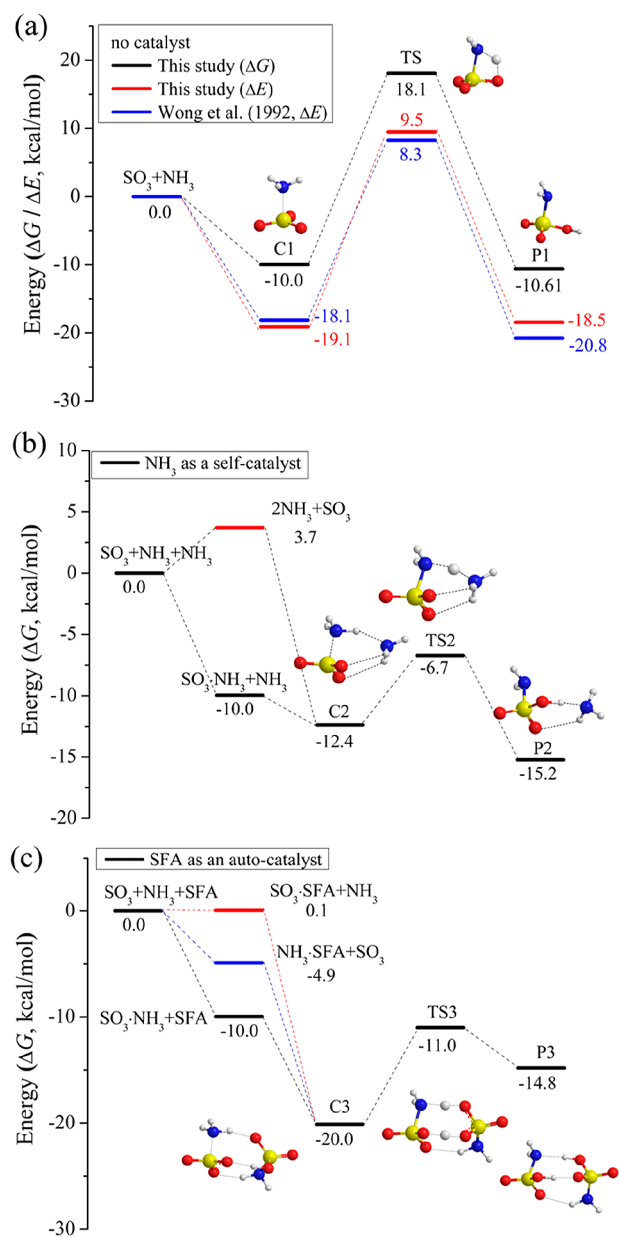 (a)
no catalyst
This study (ΔG)
This study (ΔE)
Wong et al. (1992, ΔE)
Energy (ΔG / ΔE, kcal/mol)
20
10
0
-10
-20
-30
SO₃+NH₃
0.0
C1
-10.0
-18.1
-19.1
TS
18.1
9.5
8.3
P1
-10.61
-18.5
-20.8
(b)
NH₃ as a self-catalyst
Energy (ΔG, kcal/mol)
10
5
0
-5
-10
-15
-20
SO₃+NH₃+NH₃
0.0
2NH₃+SO₃
3.7
SO₃·NH₃+NH₃
-10.0
C2
-12.4
TS2
-6.7
P2
-15.2
(c)
SFA as an auto-catalyst
Energy (ΔG, kcal/mol)
0
-10
-20
-30
SO₃+NH₃+SFA
0.0
SO₃·SFA+NH₃
0.1
NH₃·SFA+SO₃
-4.9
SO₃·NH₃+SFA
-10.0
C3
-20.0
TS3
-11.0
P3
-14.8